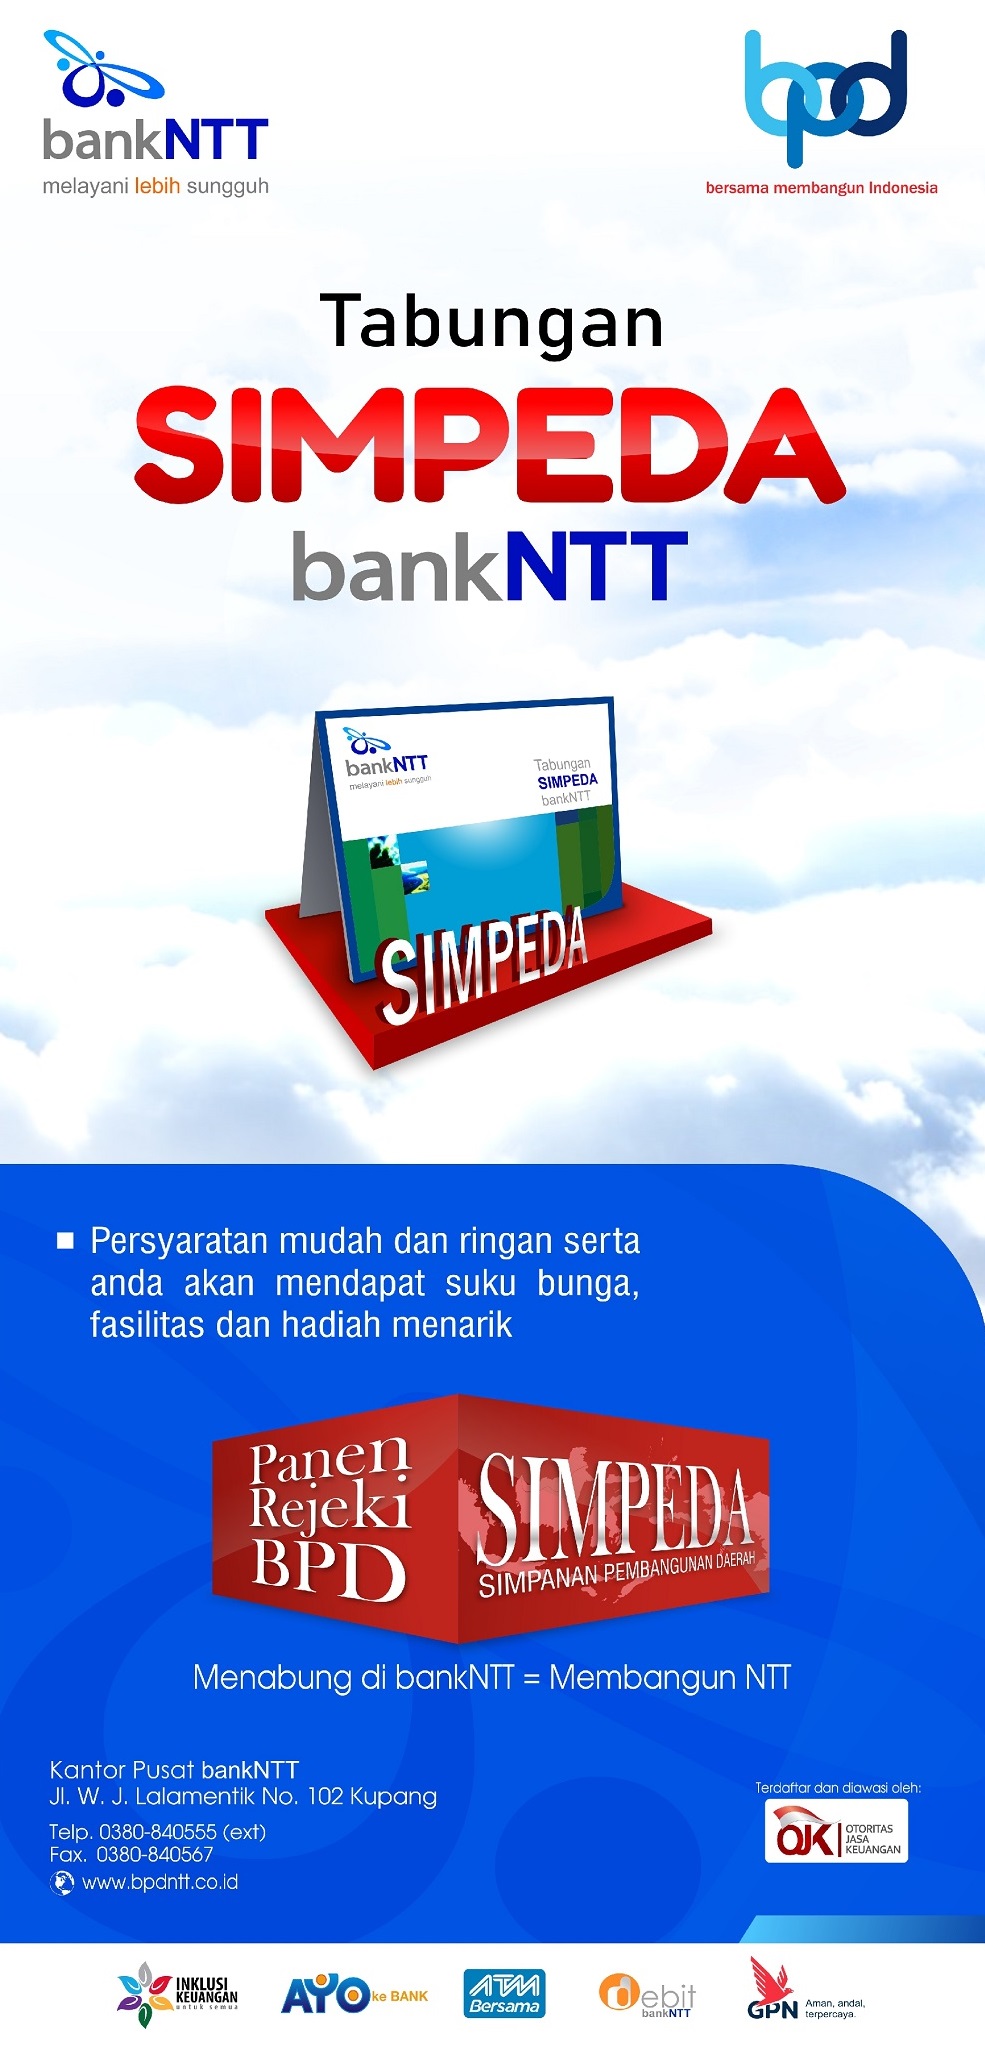 bankNTT
melayani lebih sungguh
bpd
bersama membangun Indonesia
Tabungan
SIMPEDA
bankNTT
bankNTT
melayani lebih sungguh
Tabungan
SIMPEDA
bankNTT
SIMPEDA
Persyaratan mudah dan ringan serta
anda akan mendapat suku bunga,
fasilitas dan hadiah menarik
Panen
Rejeki
BPD
SIMPEDA
SIMPANAN PEMBANGUNAN DAERAH
Menabung di bankNTT = Membangun NTT
Kantor Pusat bankNTT
Jl. W. J. Lalamentik No. 102 Kupang
Telp. 0380-840555 (ext)
Fax. 0380-840567
www.bpdntt.co.id
Terdaftar dan diawasi oleh:
OJK
OTORITAS
JASA
KEUANGAN
INKLUSI
KEUANGAN
untuk semua
AYO ke BANK
ATM
Bersama
debit
bankNTT
GPN
Aman, andal,
terpercaya.